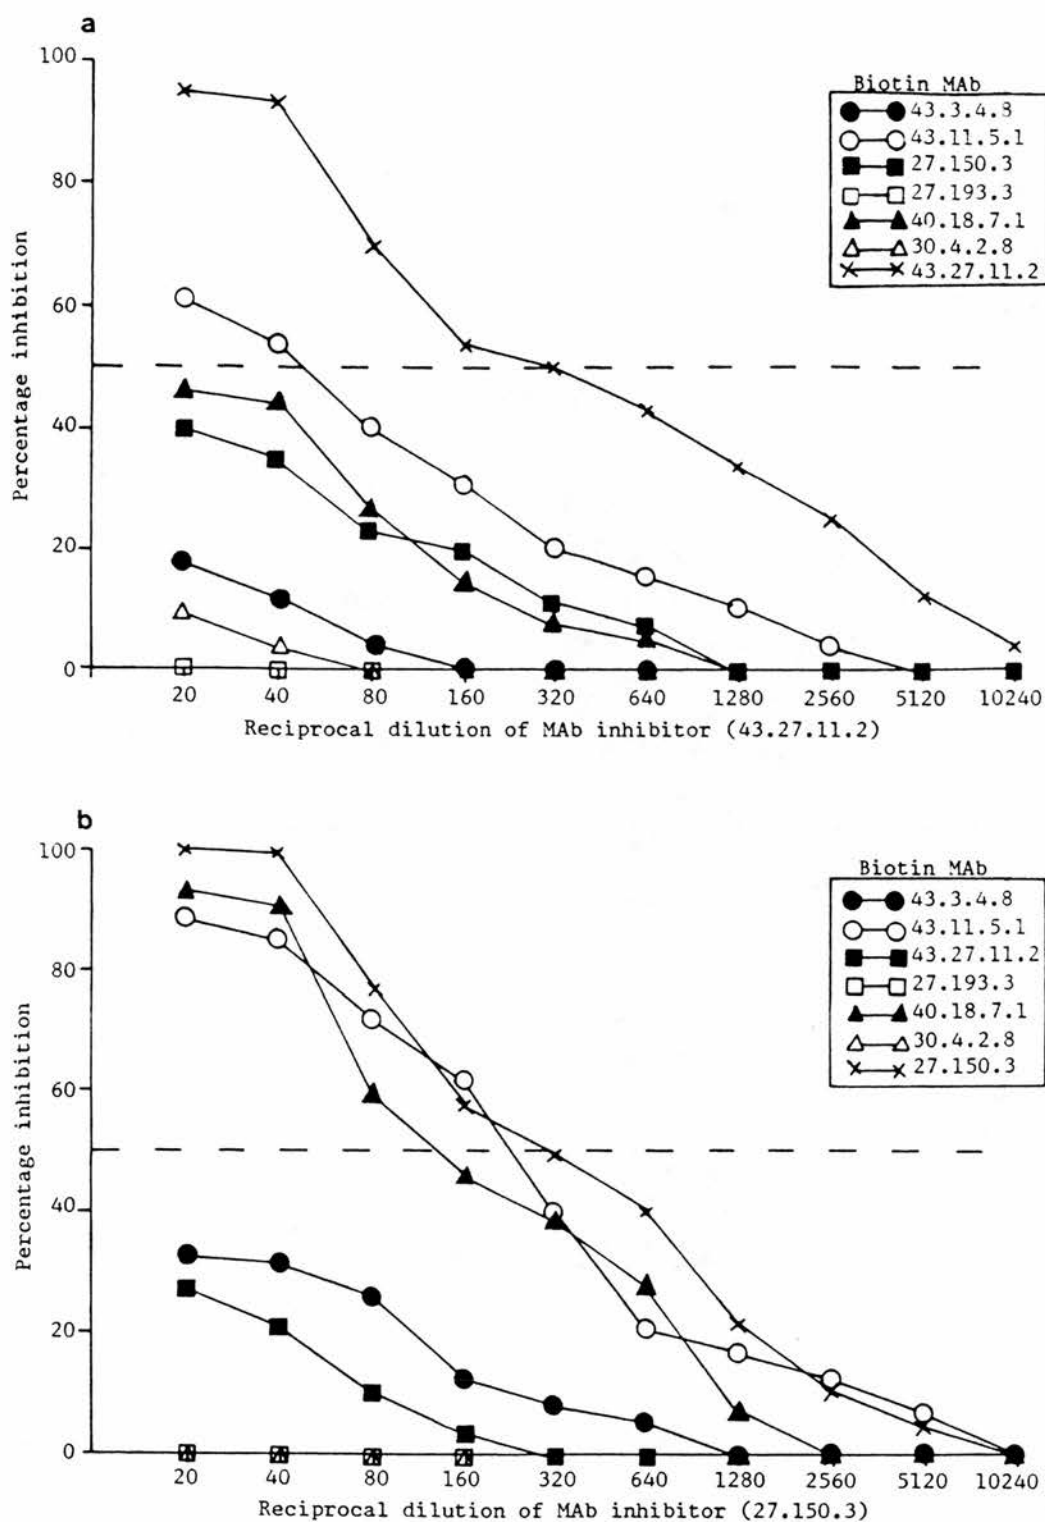 a
Percentage inhibition
100
80
60
40
20
0
20 40 80 160 320 640 1280 2560 5120 10240
Reciprocal dilution of MAb inhibitor (43.27.11.2)
Biotin MAb
43.3.4.8
43.11.5.1
27.150.3
27.193.3
40.18.7.1
30.4.2.8
43.27.11.2
b
Percentage inhibition
100
80
60
40
20
0
20 40 80 160 320 640 1280 2560 5120 10240
Reciprocal dilution of MAb inhibitor (27.150.3)
Biotin MAb
43.3.4.8
43.11.5.1
43.27.11.2
27.193.3
40.18.7.1
30.4.2.8
27.150.3